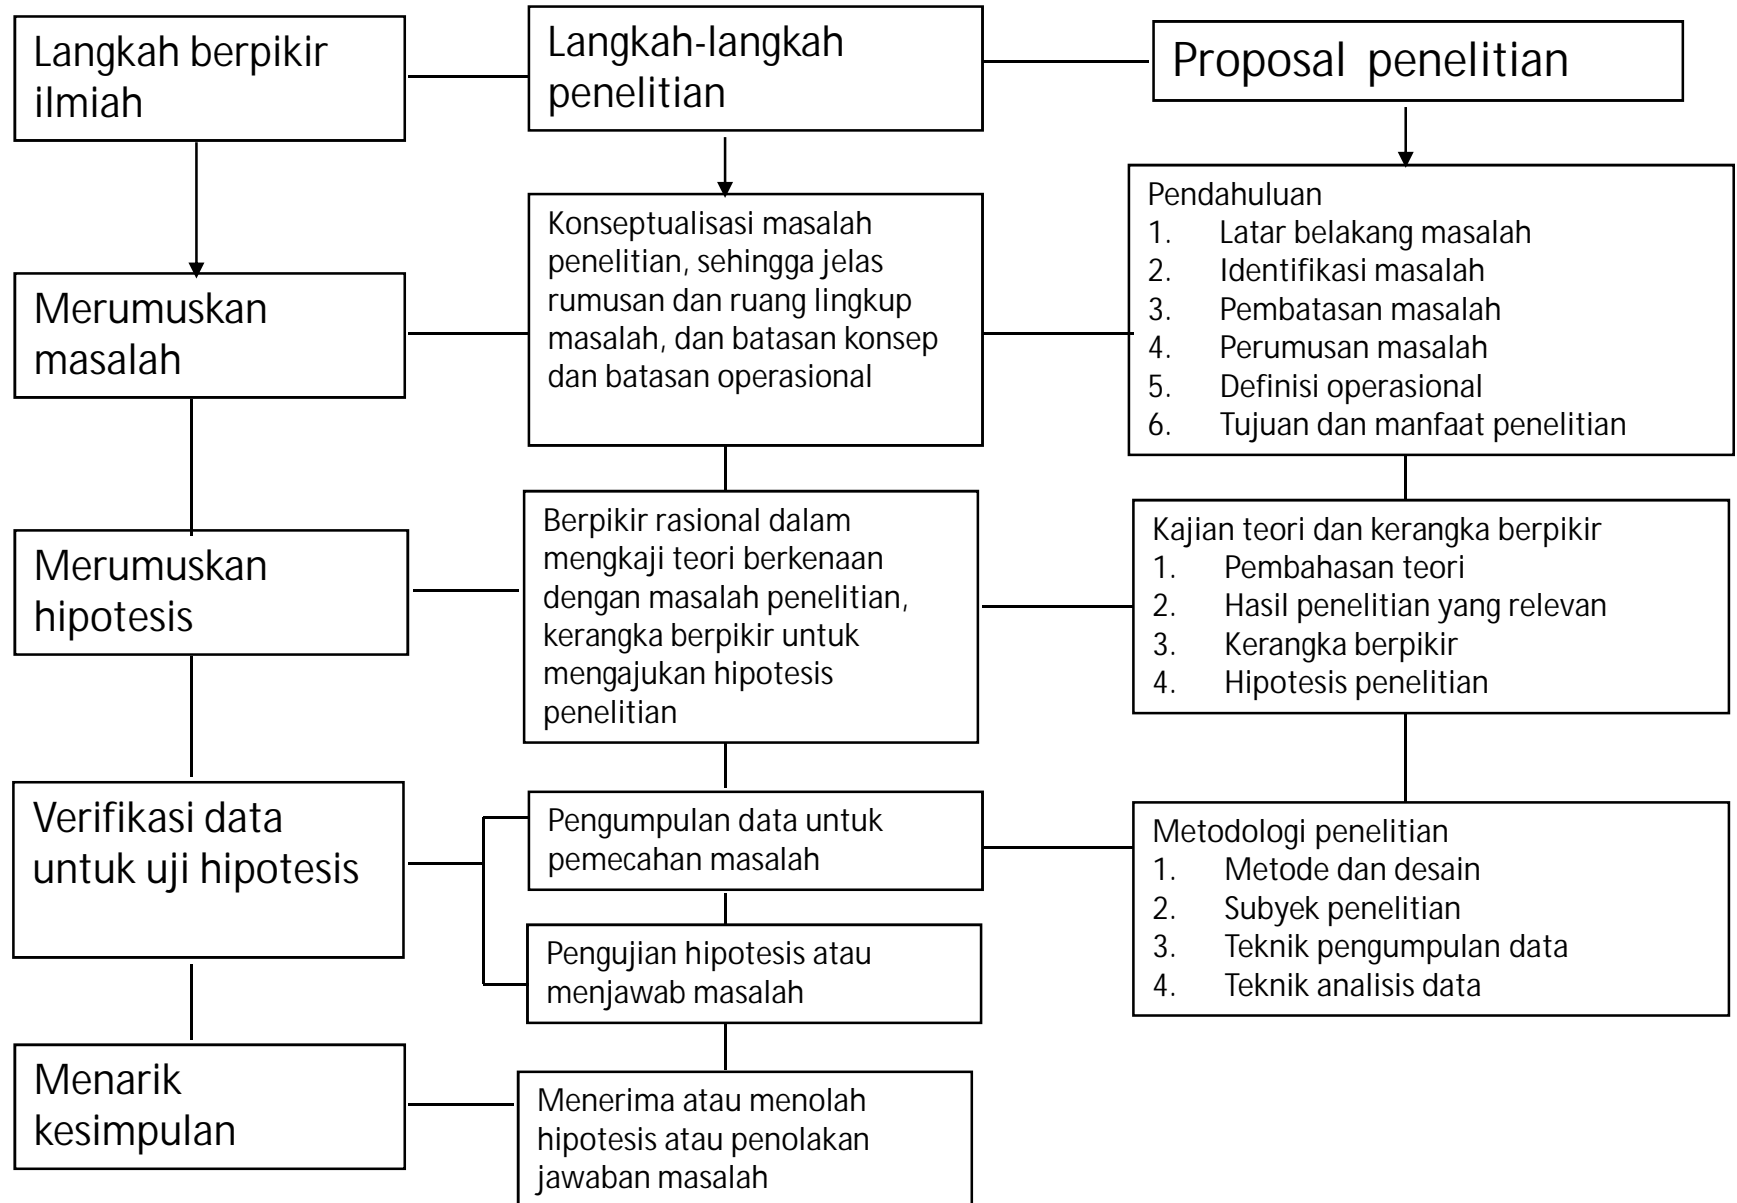 Langkah berpikir
ilmiah
Langkah-langkah
penelitian
Proposal penelitian
Merumuskan
masalah
Konseptualisasi masalah
penelitian, sehingga jelas
rumusan dan ruang lingkup
masalah, dan batasan konsep
dan batasan operasional
Pendahuluan
1. Latar belakang masalah
2. Identifikasi masalah
3. Pembatasan masalah
4. Perumusan masalah
5. Definisi operasional
6. Tujuan dan manfaat penelitian
Merumuskan
hipotesis
Berpikir rasional dalam
mengkaji teori berkenaan
dengan masalah penelitian,
kerangka berpikir untuk
mengajukan hipotesis
penelitian
Kajian teori dan kerangka berpikir
1. Pembahasan teori
2. Hasil penelitian yang relevan
3. Kerangka berpikir
4. Hipotesis penelitian
Verifikasi data
untuk uji hipotesis
Pengumpulan data untuk
pemecahan masalah
Pengujian hipotesis atau
menjawab masalah
Metodologi penelitian
1. Metode dan desain
2. Subyek penelitian
3. Teknik pengumpulan data
4. Teknik analisis data
Menarik
kesimpulan
Menerima atau menolah
hipotesis atau penolakan
jawaban masalah